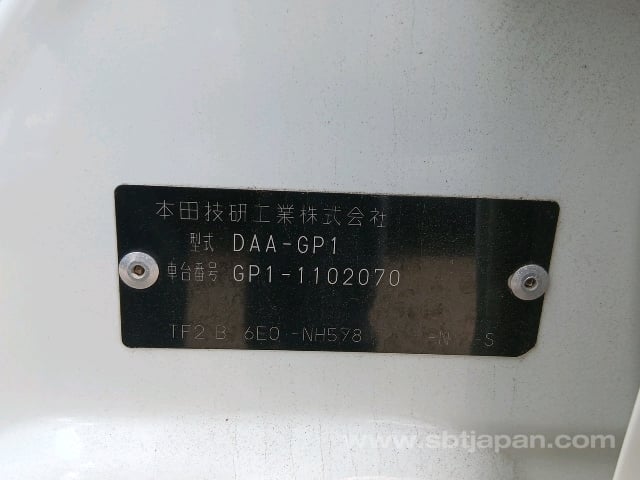 本田技研工業株式会社
型式 DAA-GP1
車台番号 GP1-1102070
TF2 B 6E0 -NH578 -N -S
www.sbtjapan.com